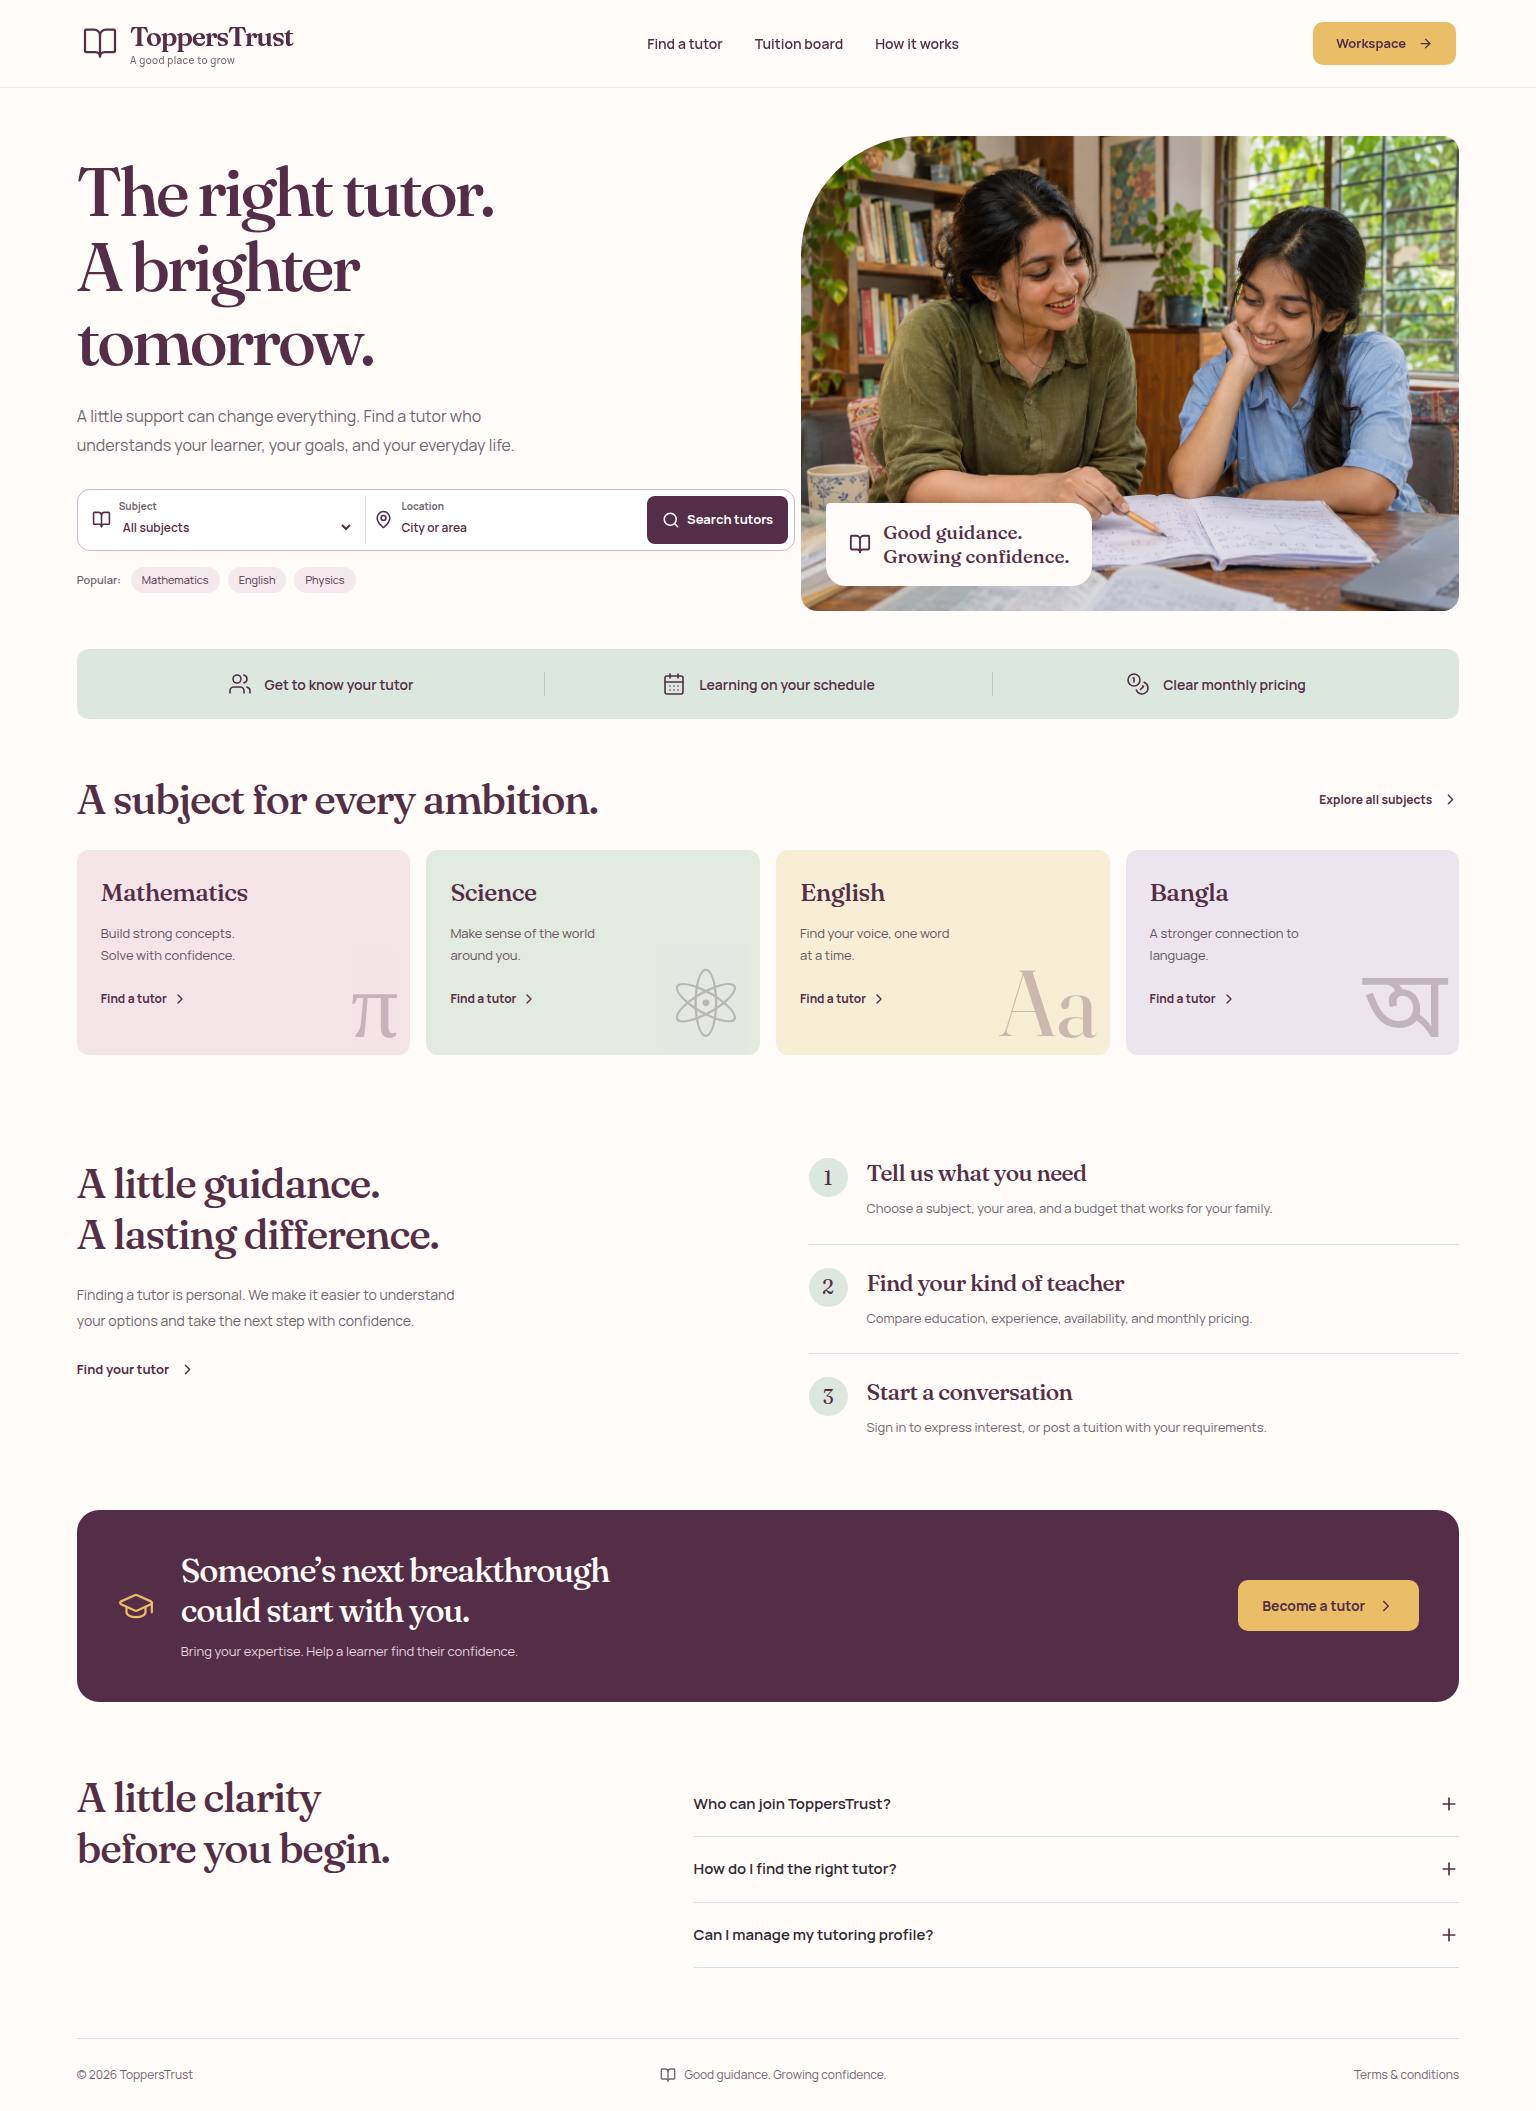 ToppersTrust
A good place to grow
Find a tutor
Tuition board
How it works
Workspace
The right tutor.
A brighter
tomorrow.
A little support can change everything. Find a tutor who
understands your learner, your goals, and your everyday life.
Subject
All subjects
Location
City or area
Search tutors
Popular:
Mathematics
English
Physics
Good guidance.
Growing confidence.
Get to know your tutor
Learning on your schedule
Clear monthly pricing
A subject for every ambition.
Explore all subjects
Mathematics
Build strong concepts.
Solve with confidence.
Find a tutor
π
Science
Make sense of the world
around you.
Find a tutor
English
Find your voice, one word
at a time.
Find a tutor
Aa
Bangla
A stronger connection to
language.
Find a tutor
অ
A little guidance.
A lasting difference.
Finding a tutor is personal. We make it easier to understand
your options and take the next step with confidence.
Find your tutor
1
Tell us what you need
Choose a subject, your area, and a budget that works for your family.
2
Find your kind of teacher
Compare education, experience, availability, and monthly pricing.
3
Start a conversation
Sign in to express interest, or post a tuition with your requirements.
Someone’s next breakthrough
could start with you.
Bring your expertise. Help a learner find their confidence.
Become a tutor
A little clarity
before you begin.
Who can join ToppersTrust?
How do I find the right tutor?
Can I manage my tutoring profile?
© 2026 ToppersTrust
Good guidance. Growing confidence.
Terms & conditions